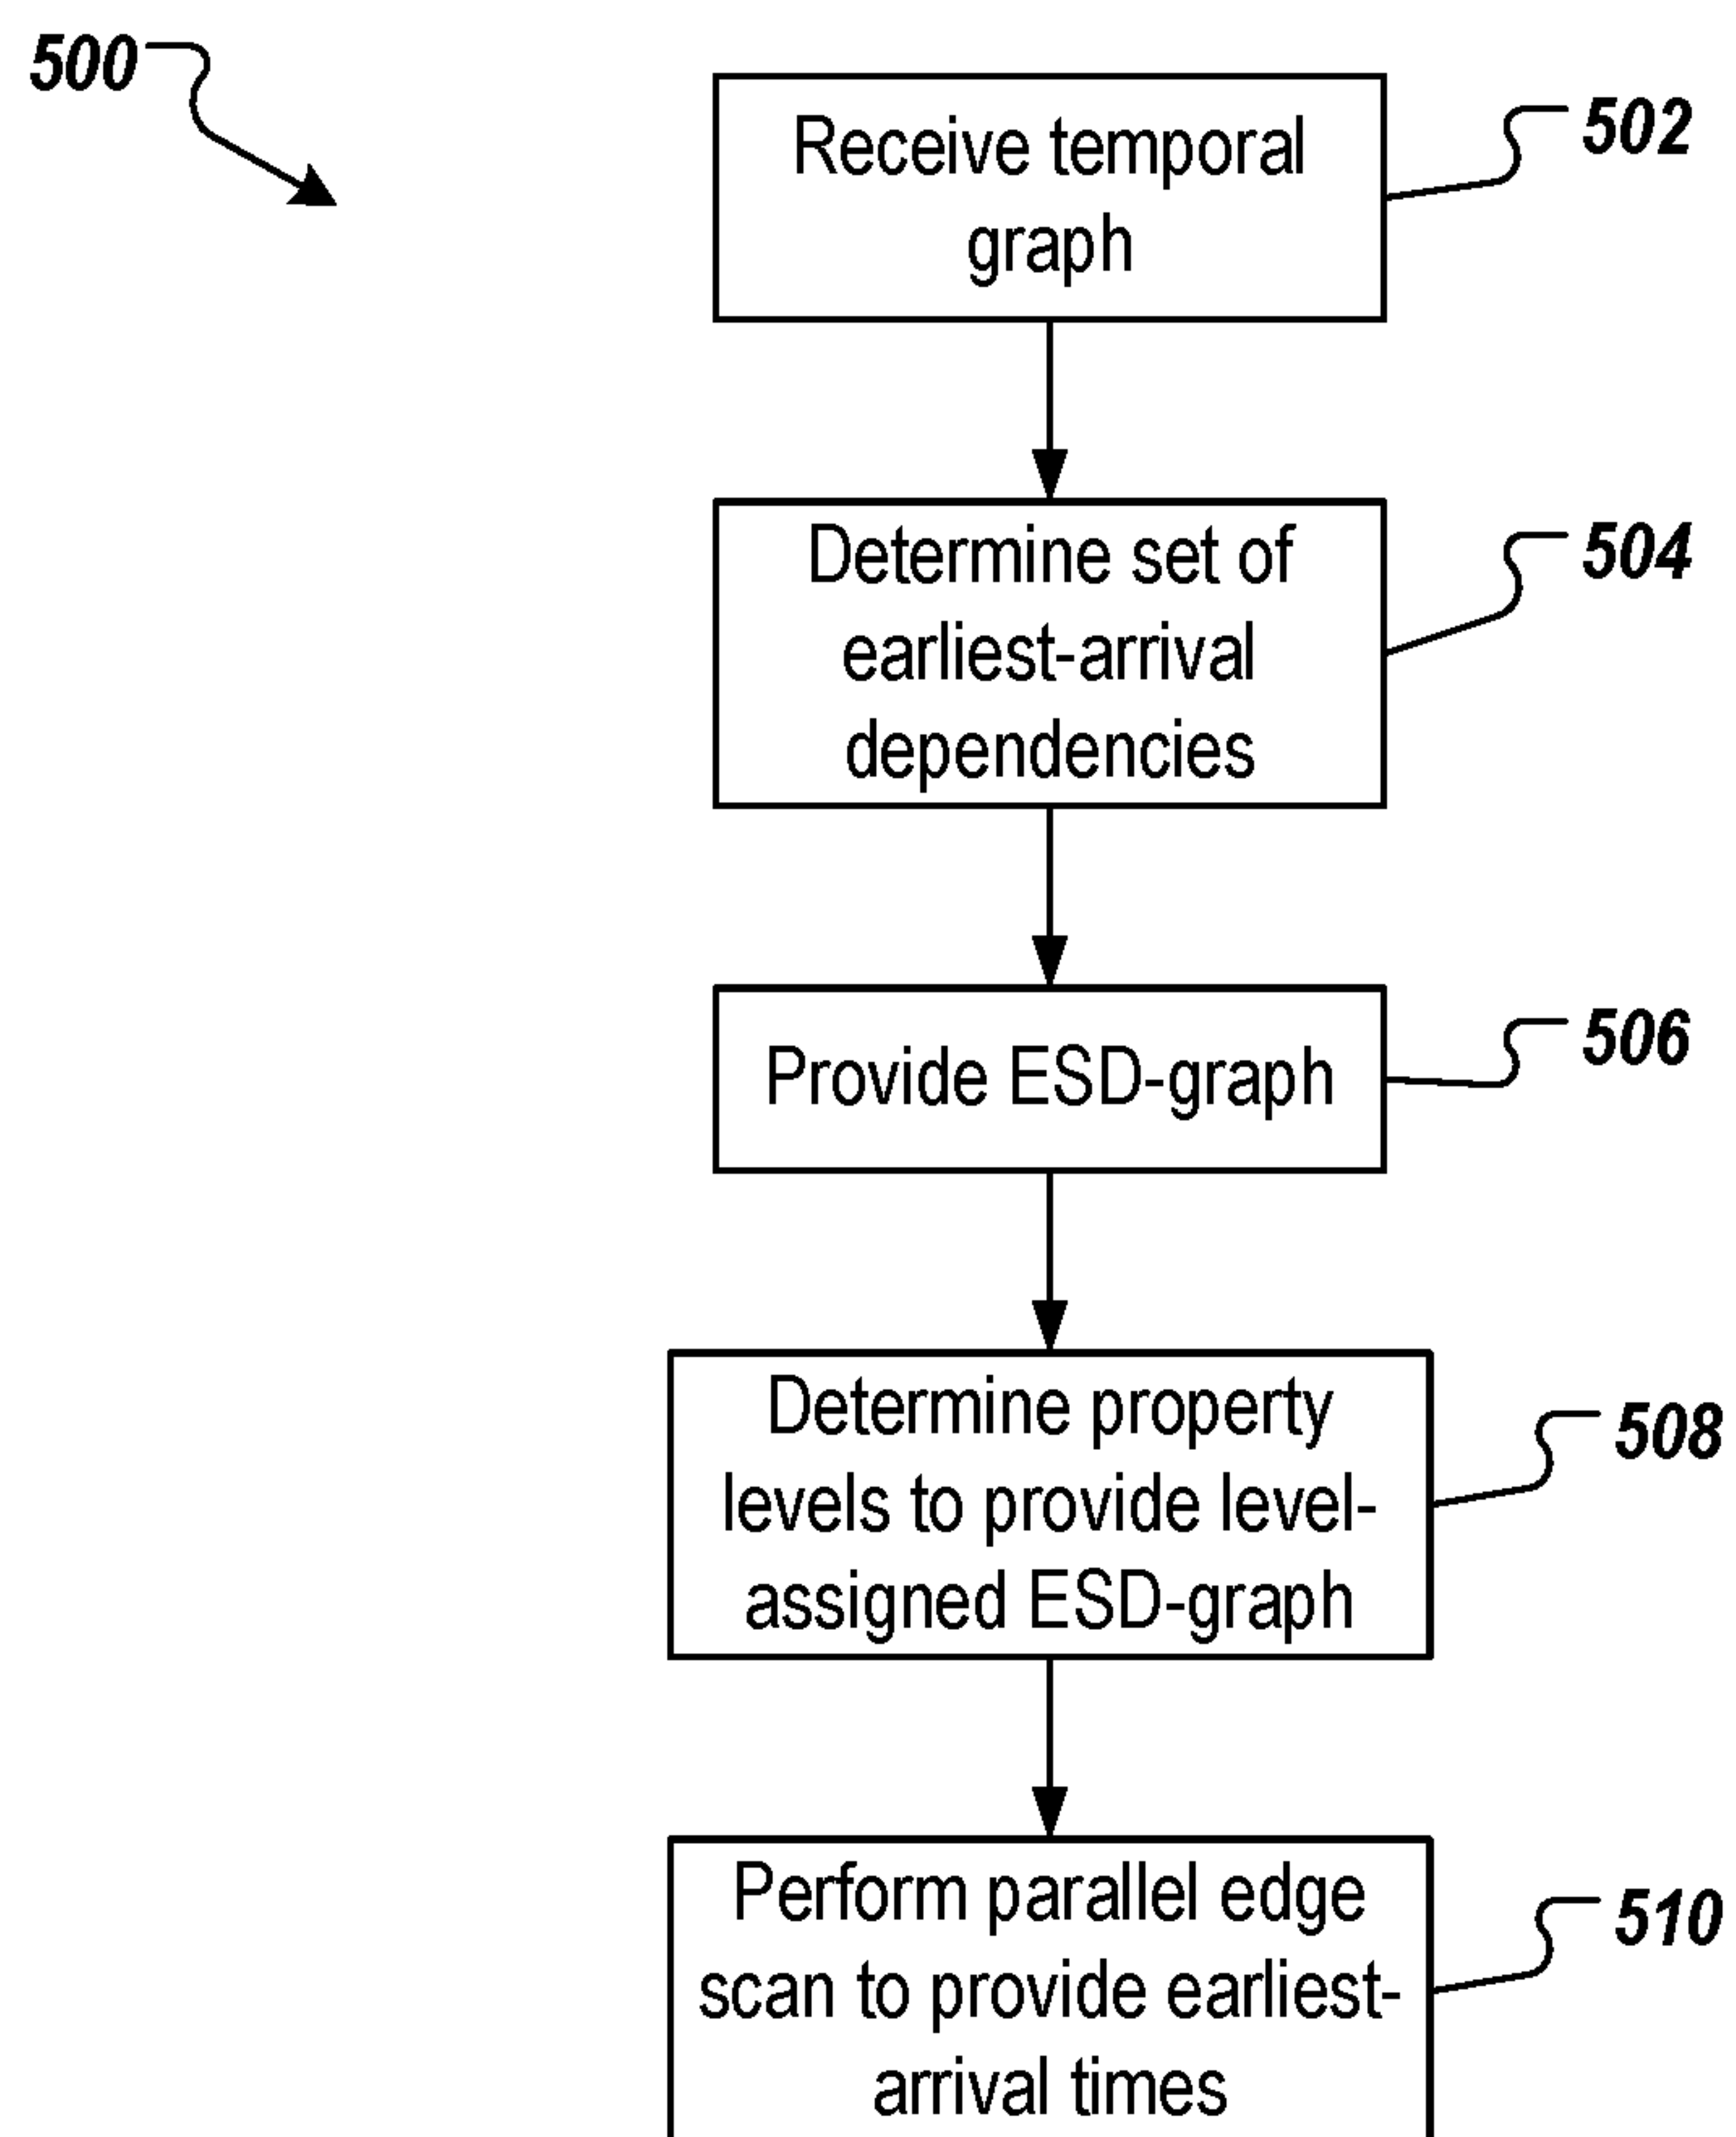 500
Receive temporal
graph
502
Determine set of
earliest-arrival
dependencies
504
Provide ESD-graph
506
Determine property
levels to provide level-
assigned ESD-graph
508
Perform parallel edge
scan to provide earliest-
arrival times
510